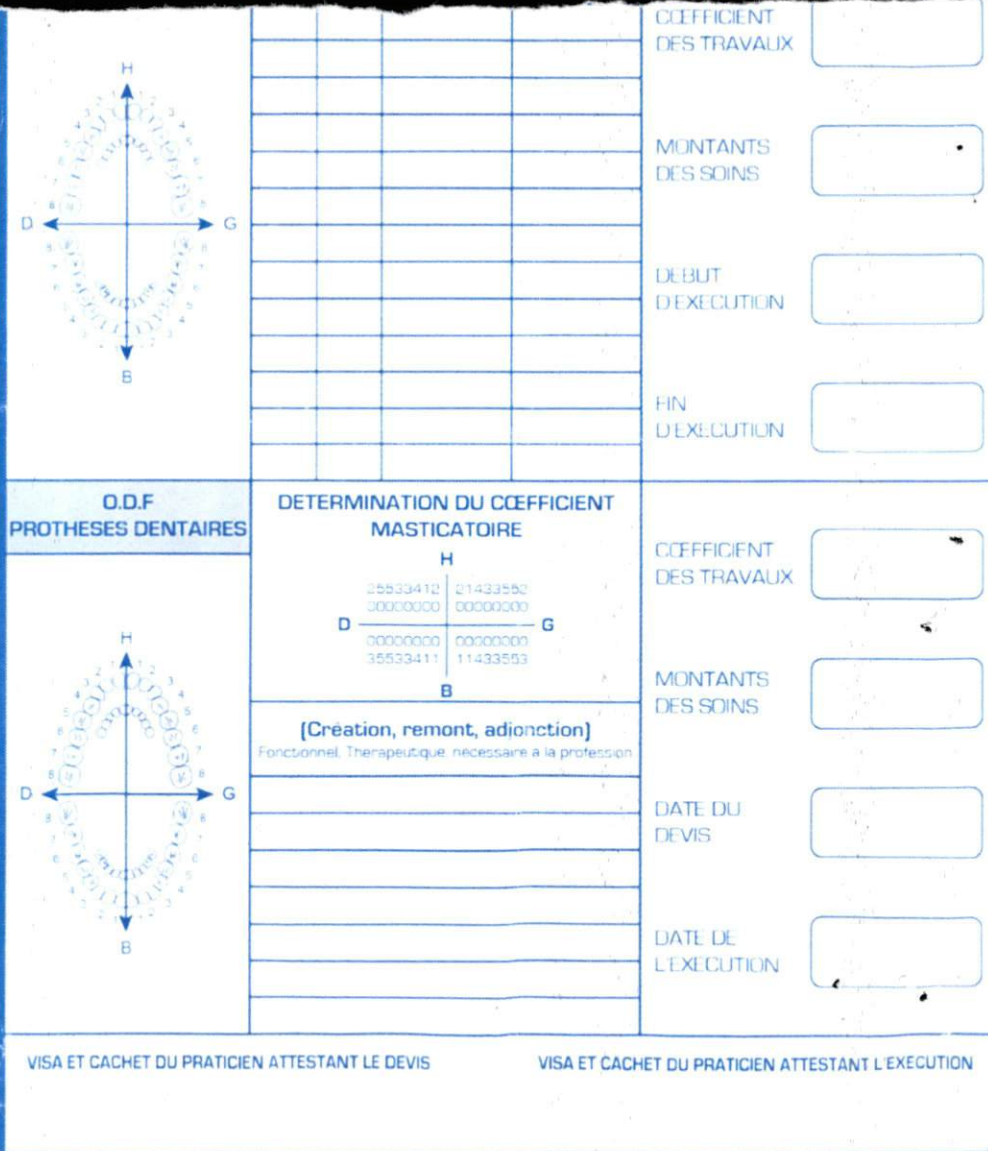 CŒFFICIENT
DES TRAVAUX
H
D
G
B
MONTANTS
DES SOINS
DEBUT
D'EXECUTION
FIN
D'EXECUTION
O.D.F
PROTHESES DENTAIRES
DETERMINATION DU CŒFFICIENT
MASTICATOIRE
H
25533412 21433552
00000000 00000000
D
G
00000000 00000000
35533411 11433553
B
(Création, remont, adjonction)
Fonctionnel, Therapeutique, necessaire a la profession
H
D
G
B
CŒFFICIENT
DES TRAVAUX
MONTANTS
DES SOINS
DATE DU
DEVIS
DATE DE
L'EXECUTION
VISA ET CACHET DU PRATICIEN ATTESTANT LE DEVIS
VISA ET CACHET DU PRATICIEN ATTESTANT L'EXECUTION